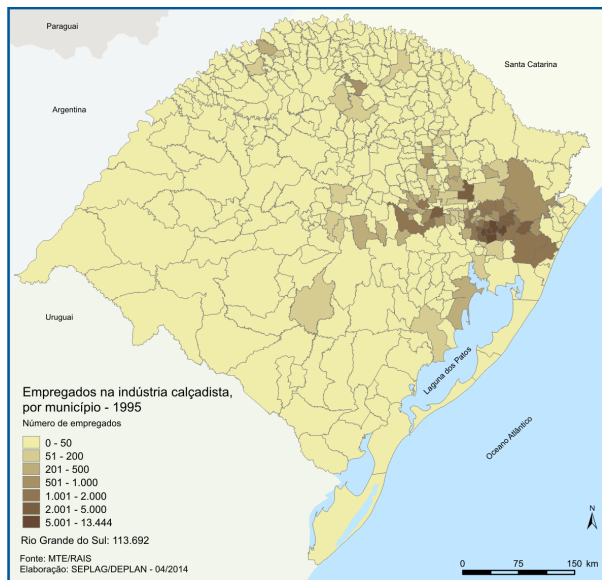 Paraguai
Santa Catarina
Argentina
Uruguai
Laguna dos Patos
Oceano Atlântico
Empregados na indústria calçadista,
por município - 1995
Número de empregados
0 - 50
51 - 200
201 - 500
501 - 1.000
1.001 - 2.000
2.001 - 5.000
5.001 - 13.444
Rio Grande do Sul: 113.692
Fonte: MTE/RAIS
Elaboração: SEPLAG/DEPLAN - 04/2014
N
0 75 150 km